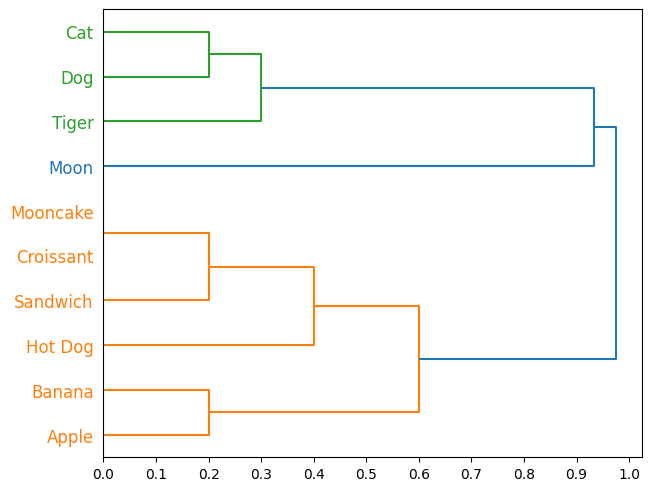 Cat
Dog
Tiger
Moon
Mooncake
Croissant
Sandwich
Hot Dog
Banana
Apple
0.0 0.1 0.2 0.3 0.4 0.5 0.6 0.7 0.8 0.9 1.0